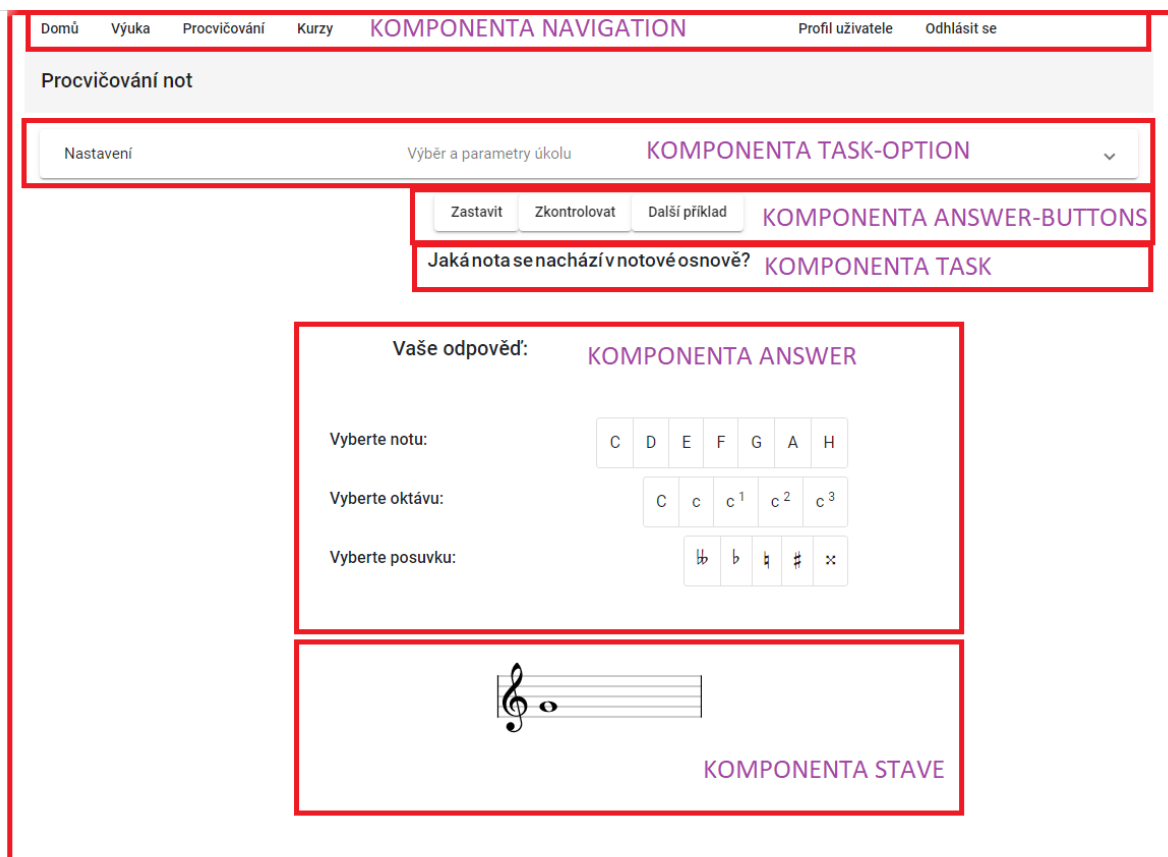 Domů Výuka Procvičování Kurzy KOMPONENTA NAVIGATION Profil uživatele Odhlásit se
Procvičování not
Nastavení Výběr a parametry úkolu KOMPONENTA TASK-OPTION
Zastavit Zkontrolovat Další příklad KOMPONENTA ANSWER-BUTTONS
Jaká nota se nachází v notové osnově? KOMPONENTA TASK
Vaše odpověď: KOMPONENTA ANSWER
Vyberte notu: C D E F G A H
Vyberte oktávu: C c c¹ c² c³
Vyberte posuvku: 𝄫 ♭ ♮ ♯ 𝄪
KOMPONENTA STAVE